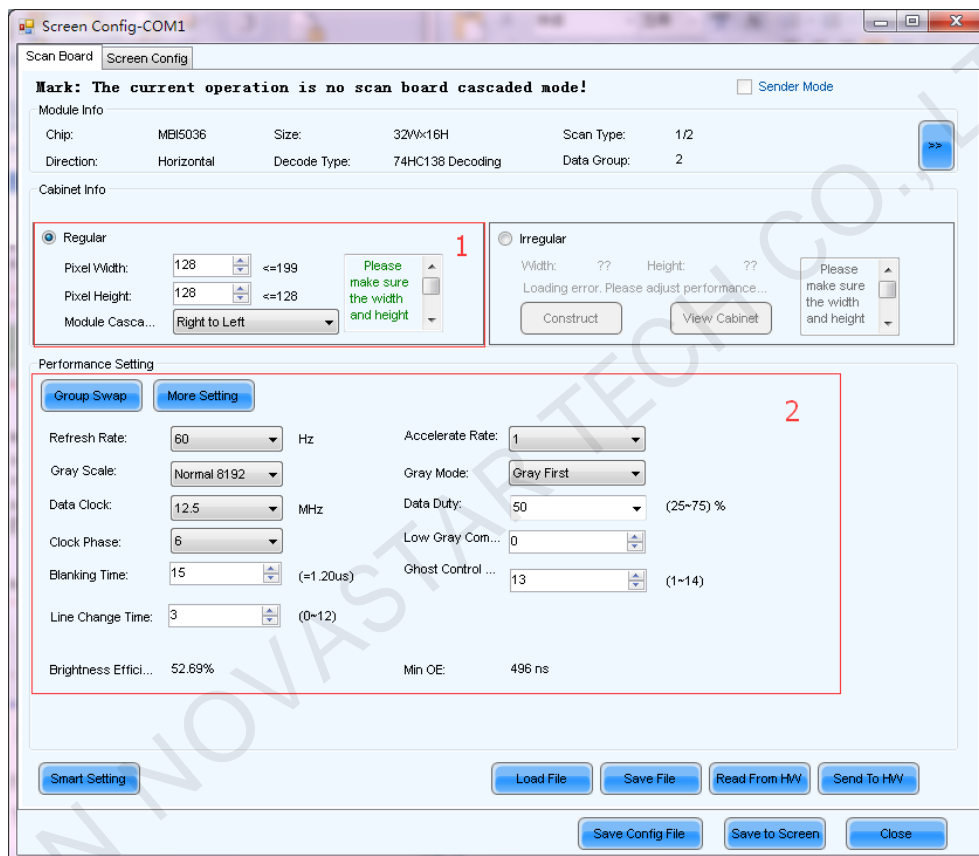 Screen Config-COM1
Scan Board Screen Config
Mark: The current operation is no scan board cascaded mode! Sender Mode
Module Info
Chip: MBI5036 Size: 32W×16H Scan Type: 1/2
>>
Direction: Horizontal Decode Type: 74HC138 Decoding Data Group: 2
Cabinet Info
Regular 1
Pixel Width: 128 <=199
Pixel Height: 128 <=128
Module Casca... Right to Left
Please
make sure
the width
and height
Irregular
Width: ?? Height: ??
Loading error. Please adjust performance...
Construct View Cabinet
Please
make sure
the width
and height
Performance Setting
Group Swap More Setting 2
Refresh Rate: 60 Hz Accelerate Rate: 1
Gray Scale: Normal 8192 Gray Mode: Gray First
Data Clock: 12.5 MHz Data Duty: 50 (25~75) %
Clock Phase: 6 Low Gray Com... 0
Blanking Time: 15 (=1.20us) Ghost Control ... 13 (1~14)
Line Change Time: 3 (0~12)
Brightness Effici... 52.69% Min OE: 496 ns
Smart Setting Load File Save File Read From HW Send To HW
Save Config File Save to Screen Close
N NOVASTAR TECH CO., LT